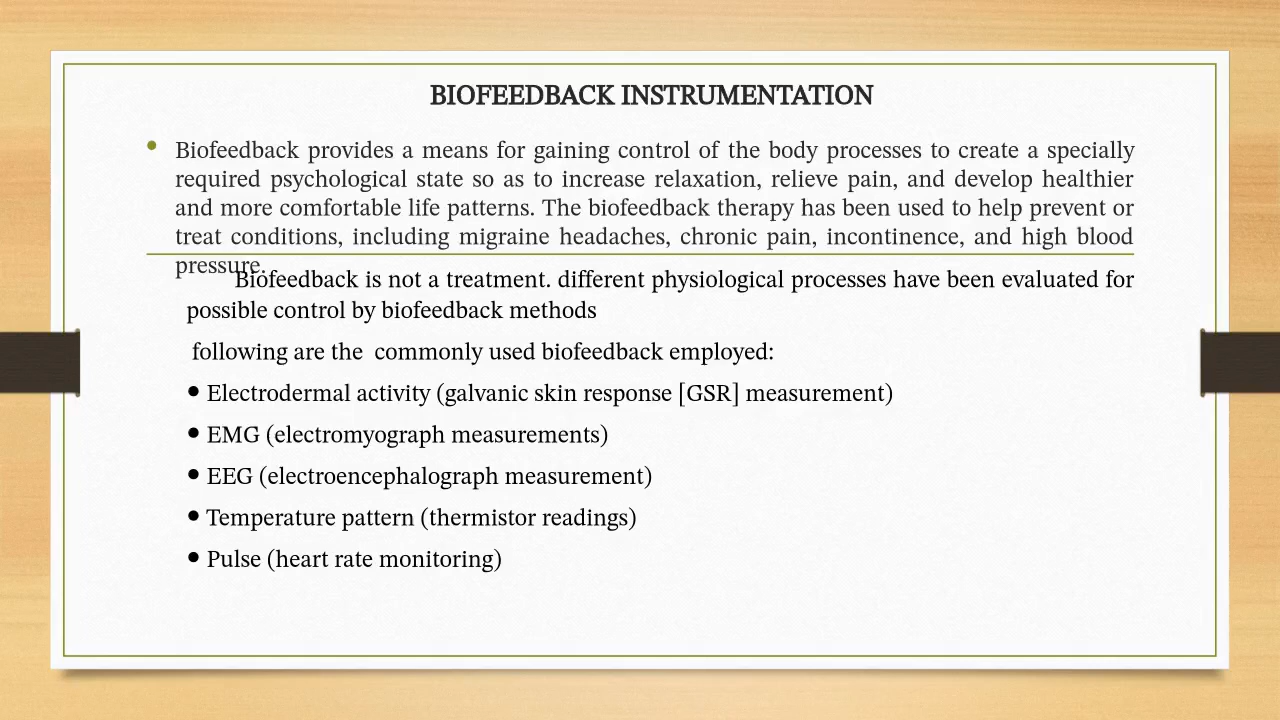 BIOFEEDBACK INSTRUMENTATION
• Biofeedback provides a means for gaining control of the body processes to create a specially
required psychological state so as to increase relaxation, relieve pain, and develop healthier
and more comfortable life patterns. The biofeedback therapy has been used to help prevent or
treat conditions, including migraine headaches, chronic pain, incontinence, and high blood
pressure.
Biofeedback is not a treatment. different physiological processes have been evaluated for
possible control by biofeedback methods
following are the commonly used biofeedback employed:
• Electrodermal activity (galvanic skin response [GSR] measurement)
• EMG (electromyograph measurements)
• EEG (electroencephalograph measurement)
• Temperature pattern (thermistor readings)
• Pulse (heart rate monitoring)